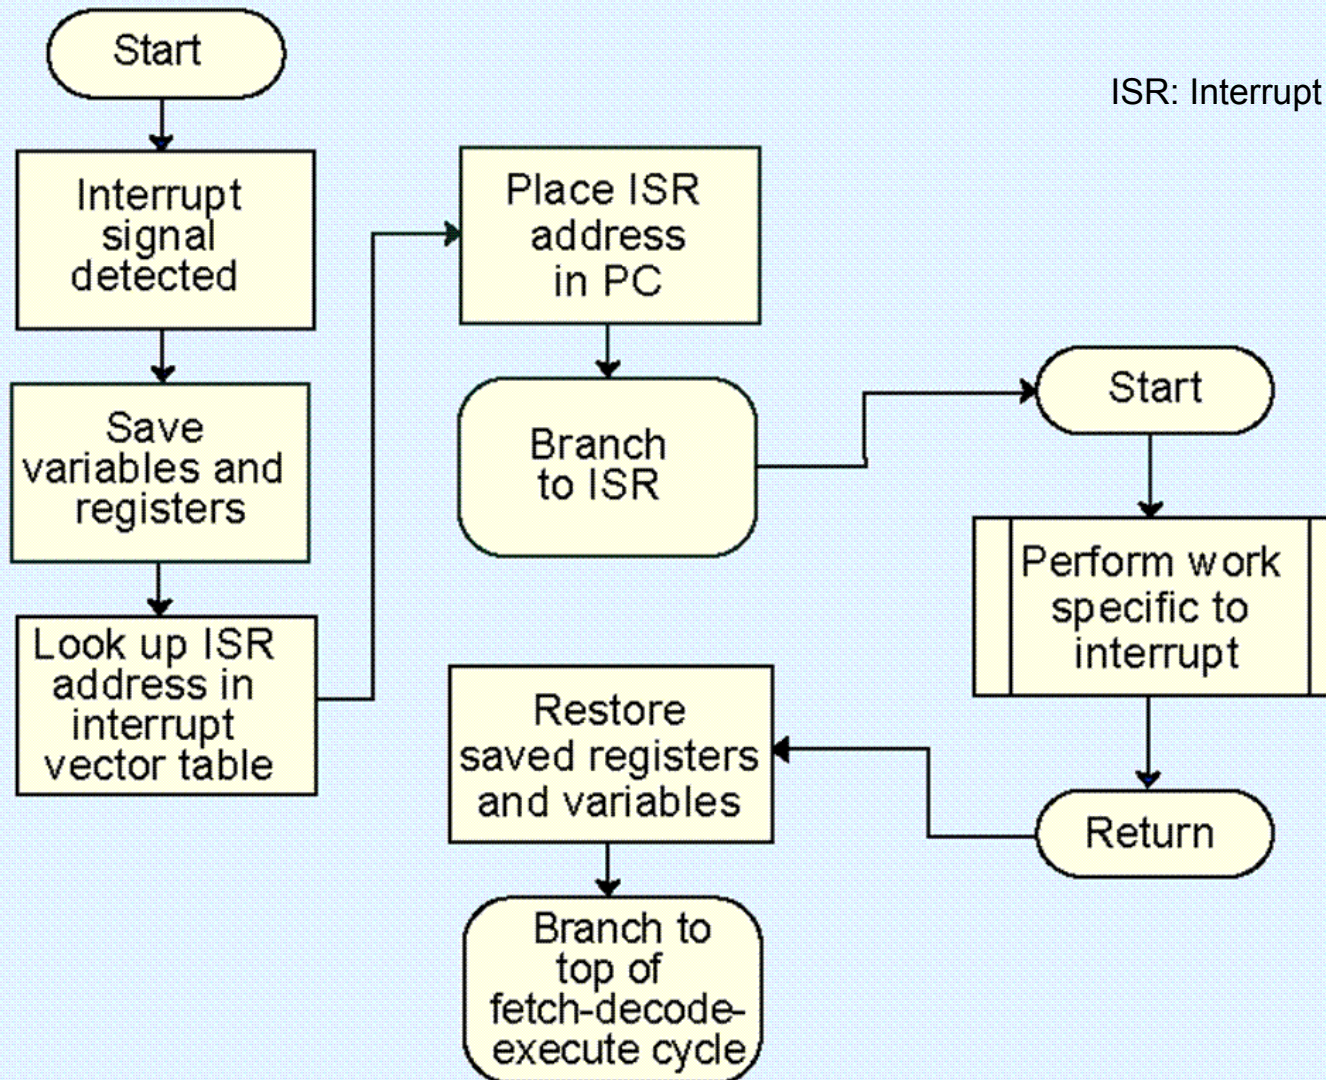 Start
ISR: Interrupt
Interrupt
signal
detected
Save
variables and
registers
Look up ISR
address in
interrupt
vector table
Place ISR
address
in PC
Branch
to ISR
Start
Perform work
specific to
interrupt
Return
Restore
saved registers
and variables
Branch to
top of
fetch-decode-
execute cycle